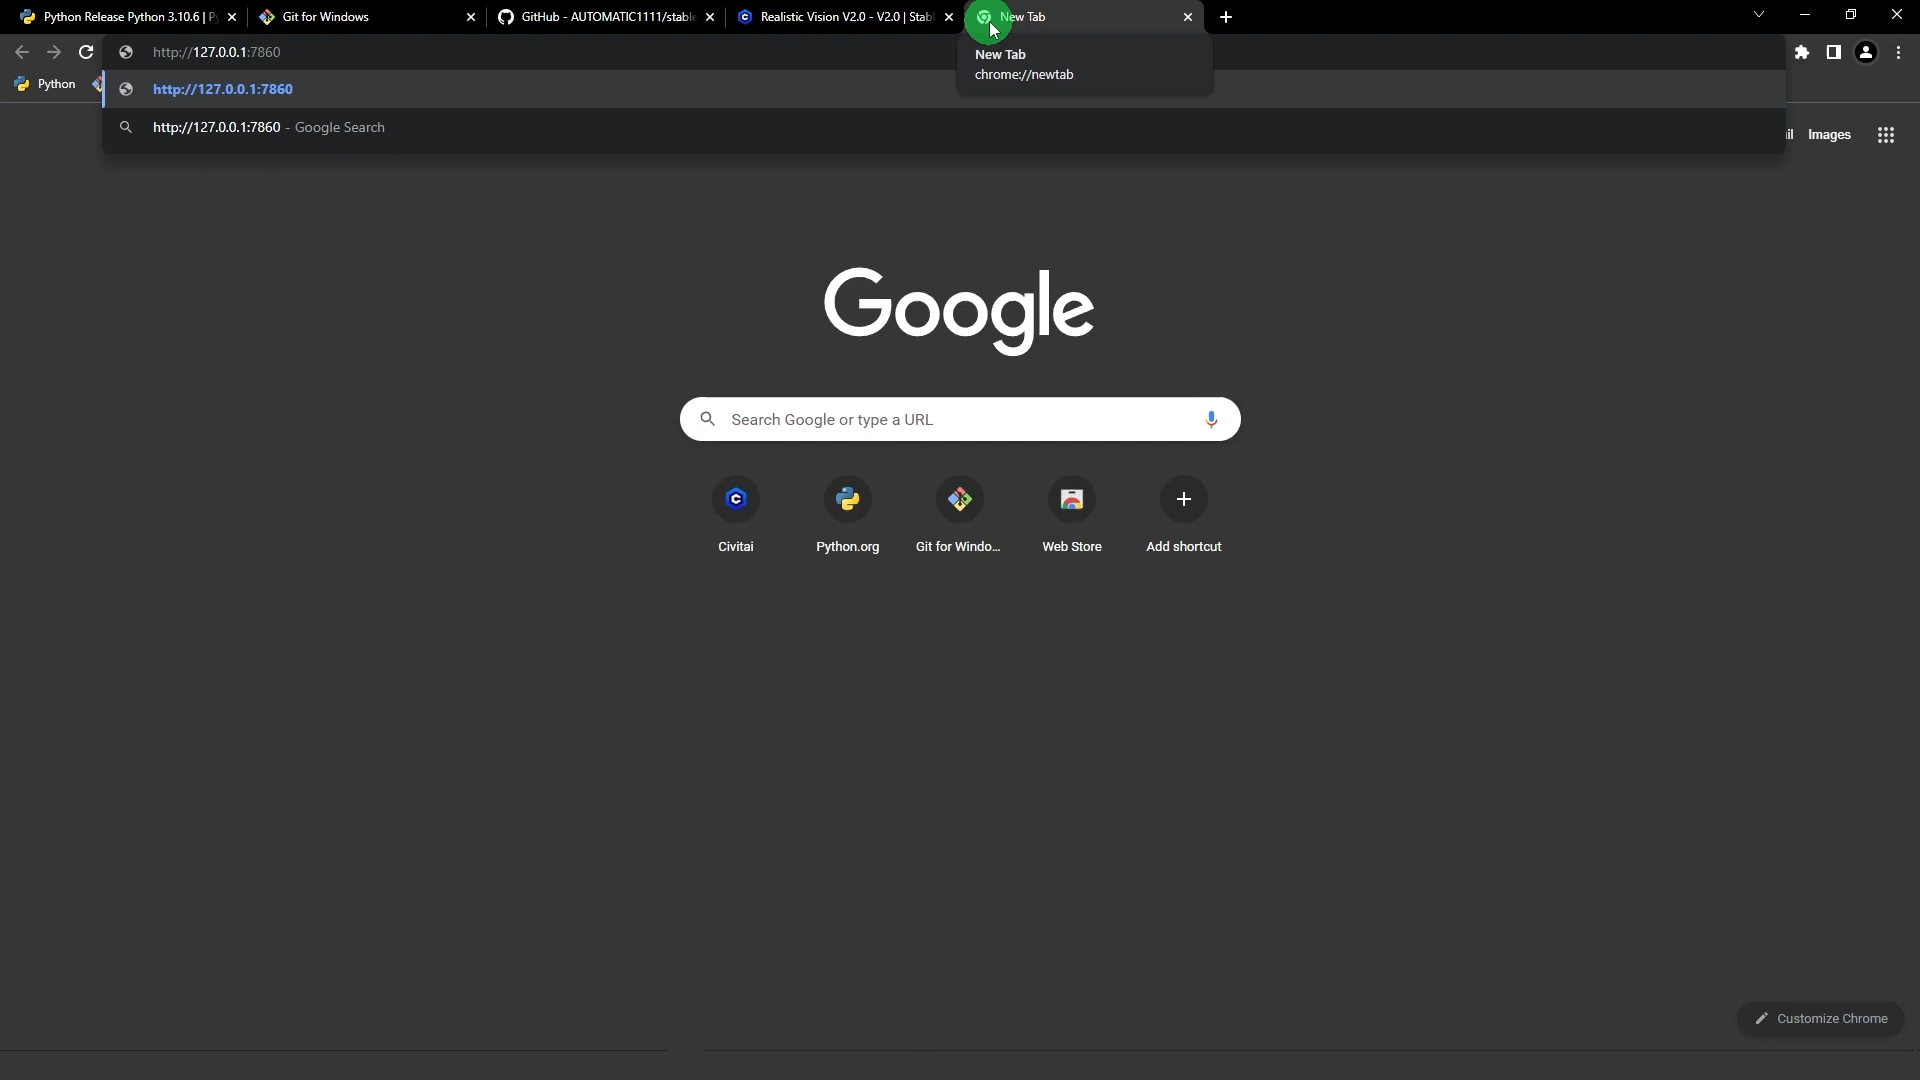 Python Release Python 3.10.6 | P
Git for Windows
GitHub - AUTOMATIC1111/stable
Realistic Vision V2.0 - V2.0 | Stabl
New Tab
http://127.0.0.1:7860
New Tab
chrome://newtab
Python
http://127.0.0.1:7860
http://127.0.0.1:7860 - Google Search
il
Images
Google
Search Google or type a URL
Civitai
Python.org
Git for Windo...
Web Store
Add shortcut
Customize Chrome